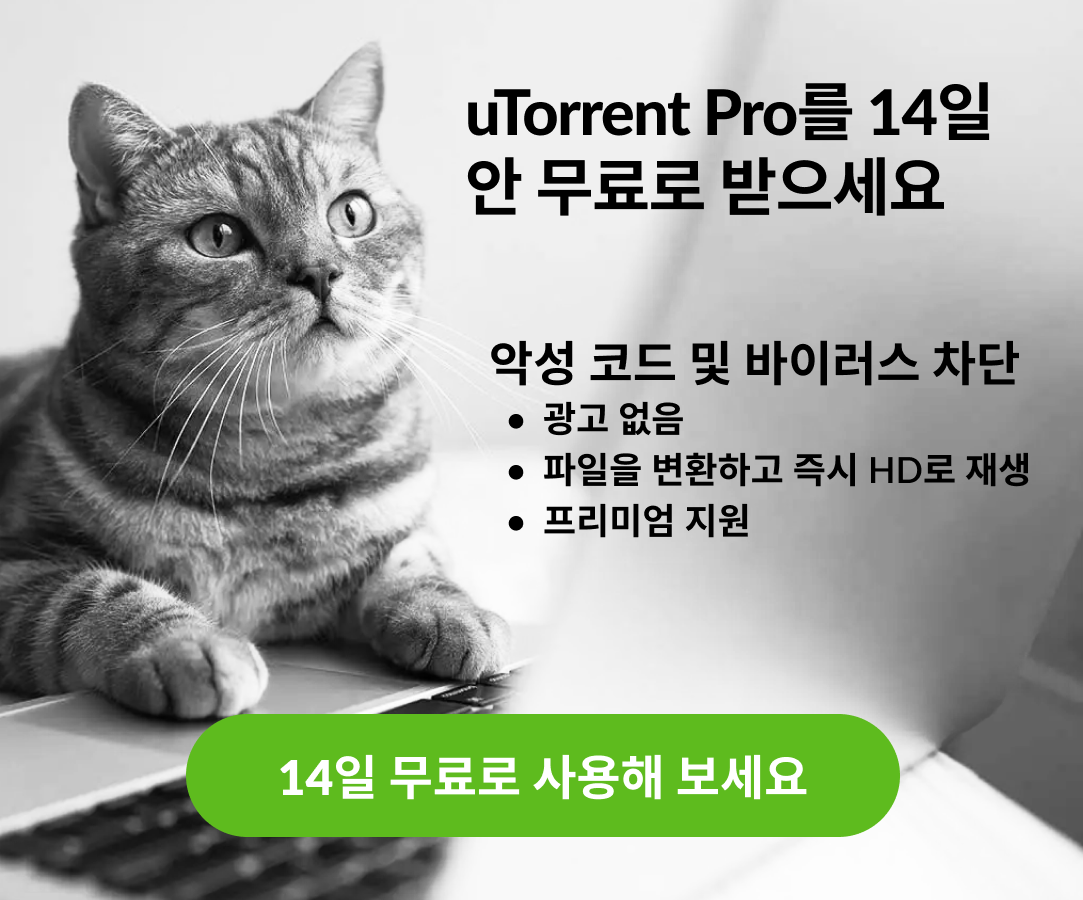 uTorrent Pro를 14일
안 무료로 받으세요
악성 코드 및 바이러스 차단
• 광고 없음
• 파일을 변환하고 즉시 HD로 재생
• 프리미엄 지원
14일 무료로 사용해 보세요